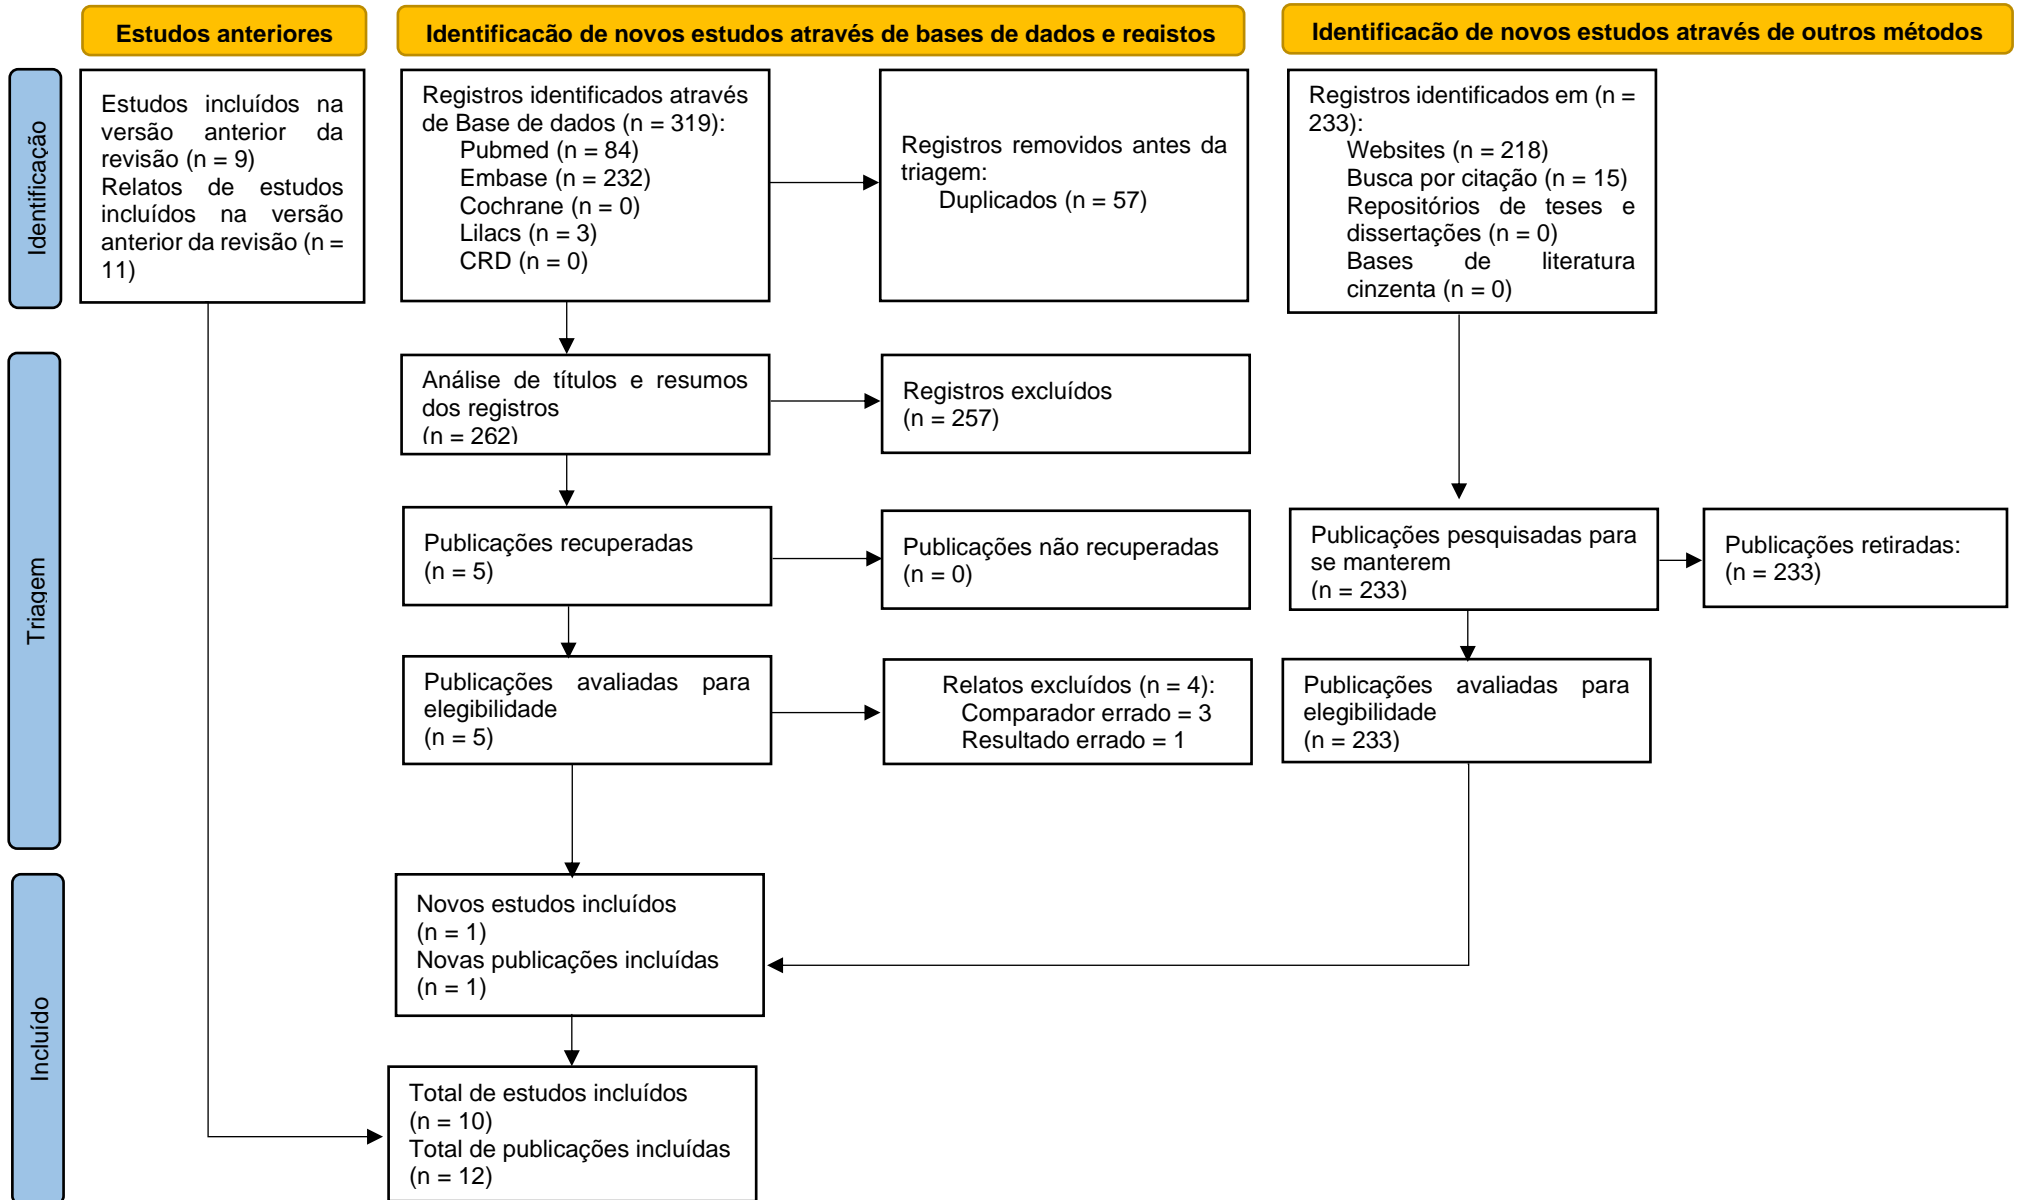 Estudos anteriores
Identificação de novos estudos através de bases de dados e registos
Identificação de novos estudos através de outros métodos
Identificação
Estudos incluídos na
versão anterior da
revisão (n = 9)
Relatos de estudos
incluídos na versão
anterior da revisão (n =
11)
Registros identificados através
de Base de dados (n = 319):
Pubmed (n = 84)
Embase (n = 232)
Cochrane (n = 0)
Lilacs (n = 3)
CRD (n = 0)
Registros removidos antes da
triagem:
Duplicados (n = 57)
Registros identificados em (n =
233):
Websites (n = 218)
Busca por citação (n = 15)
Repositórios de teses e
dissertações (n = 0)
Bases de literatura
cinzenta (n = 0)
Triagem
Análise de títulos e resumos
dos registros
(n = 262)
Registros excluídos
(n = 257)
Publicações recuperadas
(n = 5)
Publicações não recuperadas
(n = 0)
Publicações pesquisadas para
se manterem
(n = 233)
Publicações retiradas:
(n = 233)
Publicações avaliadas para
elegibilidade
(n = 5)
Relatos excluídos (n = 4):
Comparador errado = 3
Resultado errado = 1
Publicações avaliadas para
elegibilidade
(n = 233)
Incluído
Novos estudos incluídos
(n = 1)
Novas publicações incluídas
(n = 1)
Total de estudos incluídos
(n = 10)
Total de publicações incluídas
(n = 12)